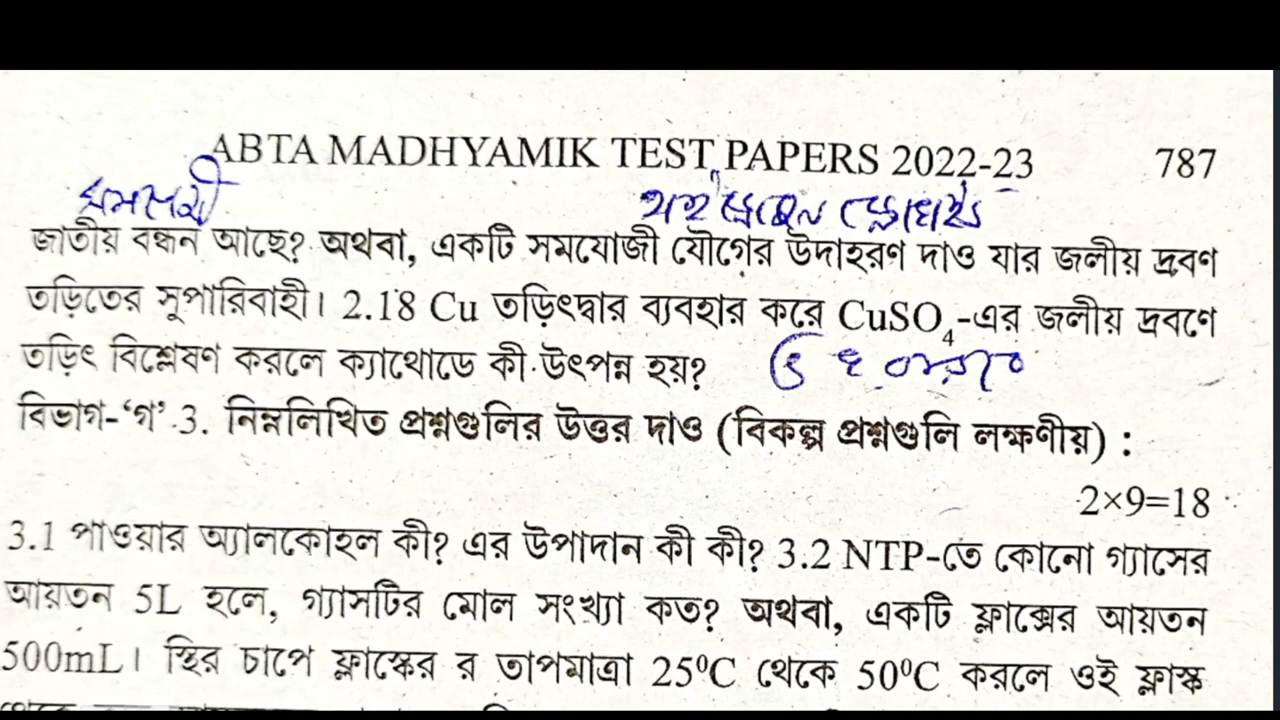 ABTA MADHYAMIK TEST PAPERS 2022-23 787
জাতীয় বন্ধন আছে? অথবা, একটি সমযোজী যৌগের উদাহরণ দাও যার জলীয় দ্রবণ
তড়িতের সুপারিবাহী। 2.18 Cu তড়িৎদ্বার ব্যবহার করে CuSO₄-এর জলীয় দ্রবণে
তড়িৎ বিশ্লেষণ করলে ক্যাথোডে কী উৎপন্ন হয়?
বিভাগ-‘গ’ 3. নিম্নলিখিত প্রশ্নগুলির উত্তর দাও (বিকল্প প্রশ্নগুলি লক্ষণীয়) :
2×9=18
3.1 পাওয়ার অ্যালকোহল কী? এর উপাদান কী কী? 3.2 NTP-তে কোনো গ্যাসের
আয়তন 5L হলে, গ্যাসটির মোল সংখ্যা কত? অথবা, একটি ফ্লাক্সের আয়তন
500mL। স্থির চাপে ফ্লাস্কের র তাপমাত্রা 25⁰C থেকে 50⁰C করলে ওই ফ্লাস্ক